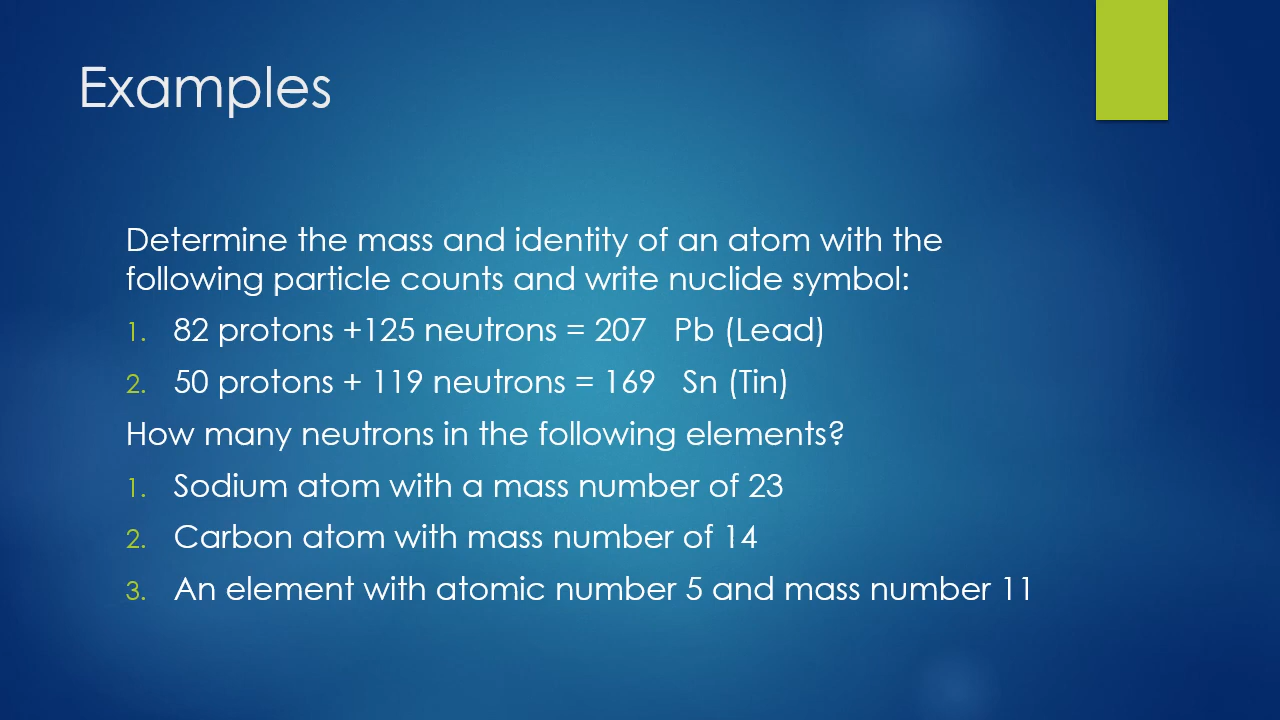 Examples
Determine the mass and identity of an atom with the
following particle counts and write nuclide symbol:
1. 82 protons +125 neutrons = 207 Pb (Lead)
2. 50 protons + 119 neutrons = 169 Sn (Tin)
How many neutrons in the following elements?
1. Sodium atom with a mass number of 23
2. Carbon atom with mass number of 14
3. An element with atomic number 5 and mass number 11